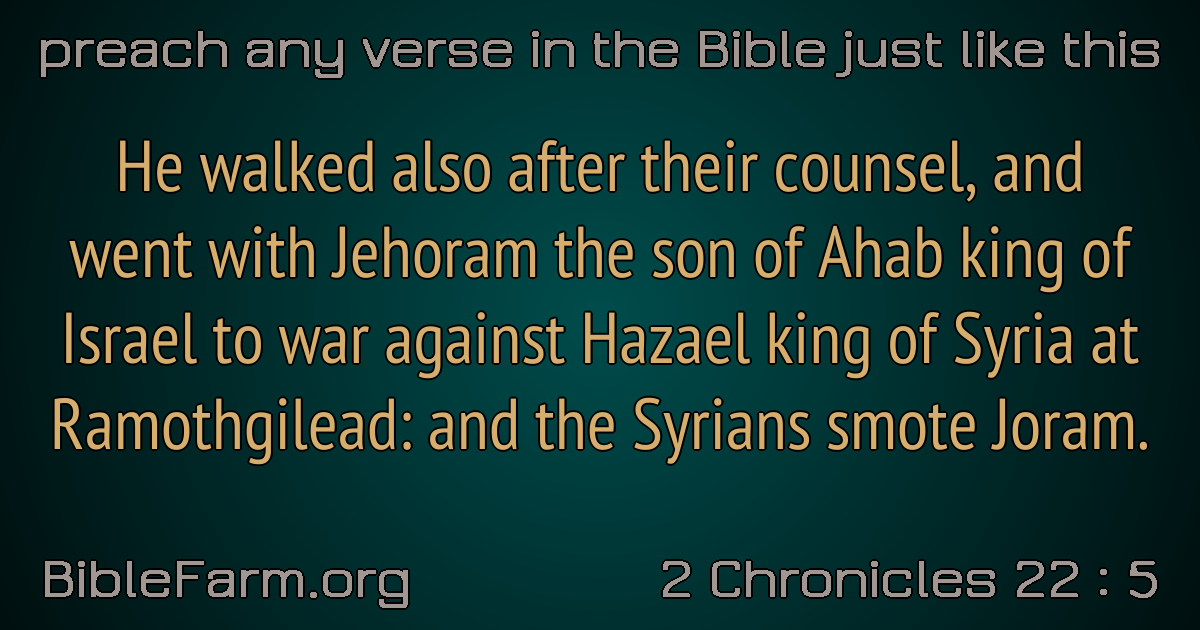 preach any verse in the Bible just like this
He walked also after their counsel, and
went with Jehoram the son of Ahab king of
Israel to war against Hazael king of Syria at
Ramothgilead: and the Syrians smote Joram.
BibleFarm.org
2 Chronicles 22 : 5